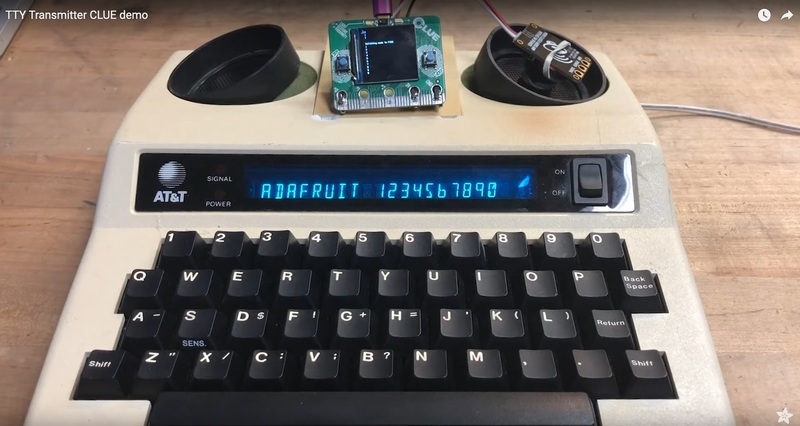 TTY Transmitter CLUE demo
CLUE
SIGNAL
POWER
AT&T
ADAFRUIT 1234567890
ON
OFF
1 2 3 4 5 6 7 8 9 0
Q W E R T Y U I O P Back Space
A - S D $ F ! G + H = J ' K ( L ) Return
SENS.
Shift Z " X / C : V ; B ? N M , . Shift